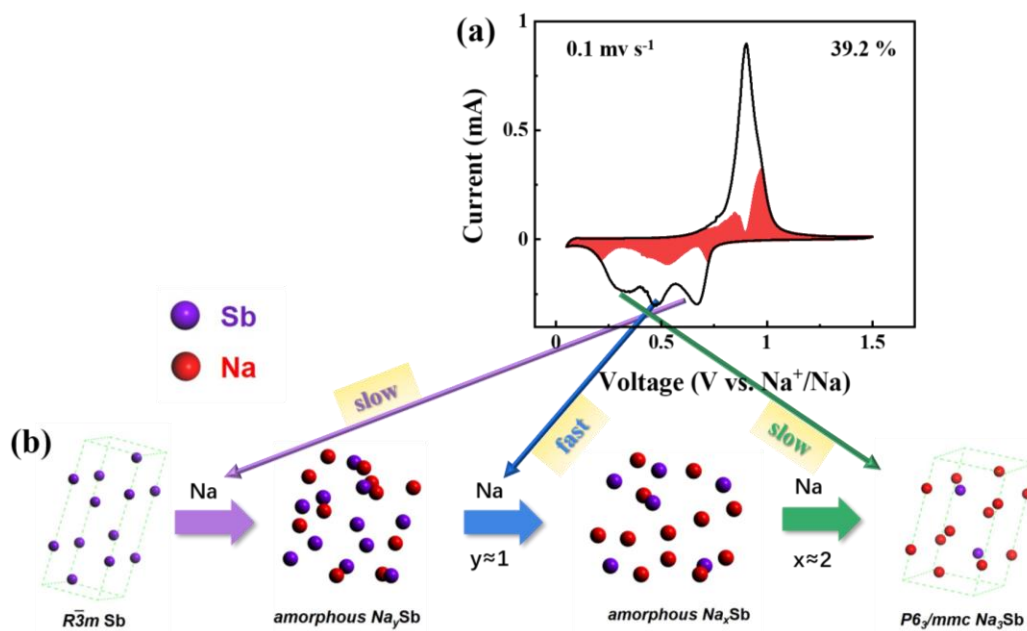 (a)
0.1 mv s⁻¹
39.2 %
Current (mA)
1
0.5
0
0
0.5
1
1.5
Voltage (V vs. Na⁺/Na)
Sb
Na
slow
fast
slow
(b)
Na
Na
y≈1
Na
x≈2
R3̅m Sb
amorphous NaᵧSb
amorphous NaₓSb
P6₃/mmc Na₃Sb